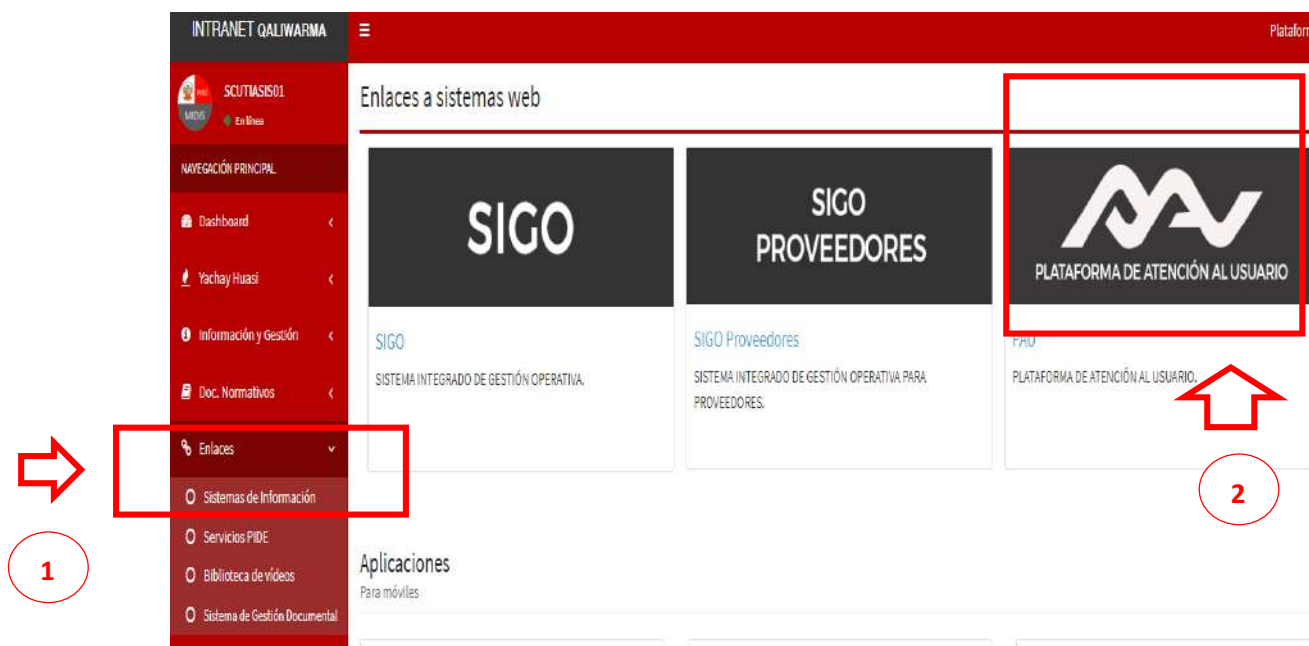 INTRANET QALIWARMA
Plataform
SCUTIASIS01
En línea
NAVEGACIÓN PRINCIPAL
Dashboard
Yachay Huasi
Información y Gestión
Doc. Normativos
Enlaces
Sistemas de Información
Servicios PIDE
Biblioteca de vídeos
Sistema de Gestión Documental
1
Enlaces a sistemas web
SIGO
SIGO
SISTEMA INTEGRADO DE GESTIÓN OPERATIVA.
SIGO
PROVEEDORES
SIGO Proveedores
SISTEMA INTEGRADO DE GESTIÓN OPERATIVA PARA
PROVEEDORES.
PLATAFORMA DE ATENCIÓN AL USUARIO
PAU
PLATAFORMA DE ATENCIÓN AL USUARIO.
2
Aplicaciones
Para móviles